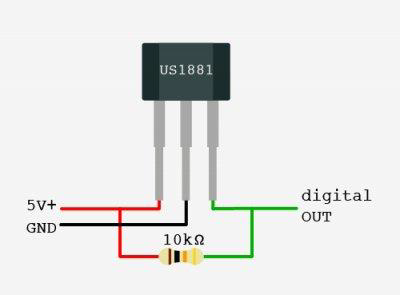 US1881
5V+
GND
10kΩ
digital
OUT